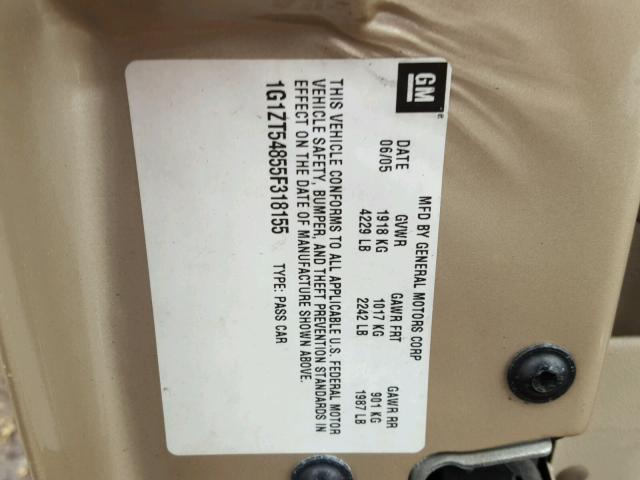 GM
®
MFD BY GENERAL MOTORS CORP
DATE GVWR GAWR FRT GAWR RR
06/05 1918 KG 1017 KG 901 KG
4229 LB 2242 LB 1987 LB
THIS VEHICLE CONFORMS TO ALL APPLICABLE U.S. FEDERAL MOTOR
VEHICLE SAFETY, BUMPER, AND THEFT PREVENTION STANDARDS IN
EFFECT ON THE DATE OF MANUFACTURE SHOWN ABOVE.
1G1ZT54855F318155 TYPE: PASS CAR